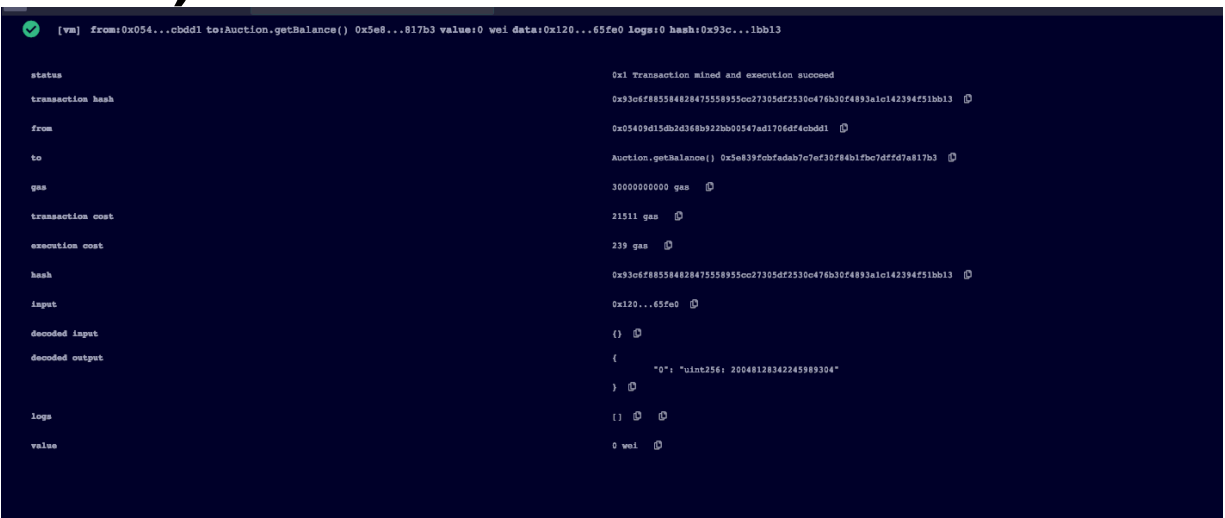 [vm] from:0x054...cbdd1 to:Auction.getBalance() 0x5e8...817b3 value:0 wei data:0x120...65fe0 logs:0 hash:0x93c...1bb13
status 0x1 Transaction mined and execution succeed
transaction hash 0x93c6f885584828475558955cc27305df2530c476b30f4893a1c142394f51bb13
from 0x05409d15db2d368b922bb00547ad1706df4cbdd1
to Auction.getBalance() 0x5e839fcbfadab7c7ef30f84b1fbc7dffd7a817b3
gas 30000000000 gas
transaction cost 21511 gas
execution cost 239 gas
hash 0x93c6f885584828475558955cc27305df2530c476b30f4893a1c142394f51bb13
input 0x120...65fe0
decoded input {}
decoded output {
"0": "uint256: 20048128342245989304"
}
logs []
value 0 wei